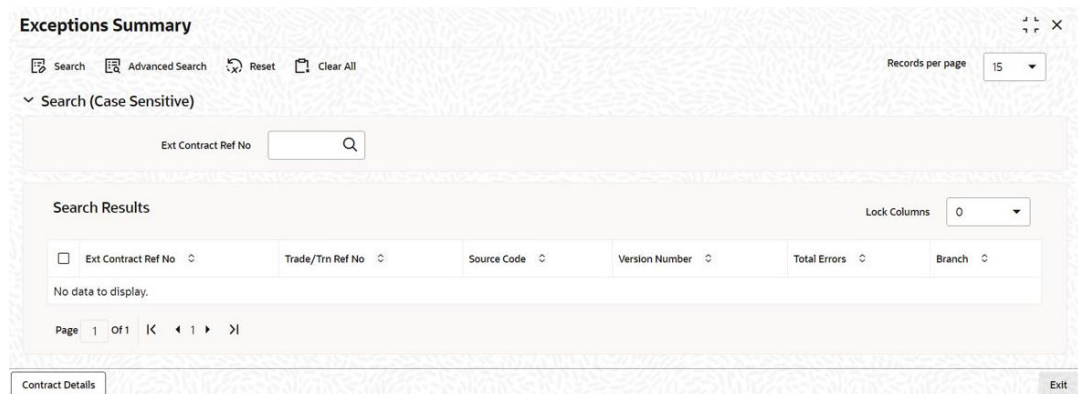 Exceptions Summary
Search Advanced Search Reset Clear All Records per page 15
Search (Case Sensitive)
Ext Contract Ref No
Search Results
Lock Columns 0
Ext Contract Ref No Trade/Trn Ref No Source Code Version Number Total Errors Branch
No data to display.
Page 1 Of 1 1
Contract Details Exit